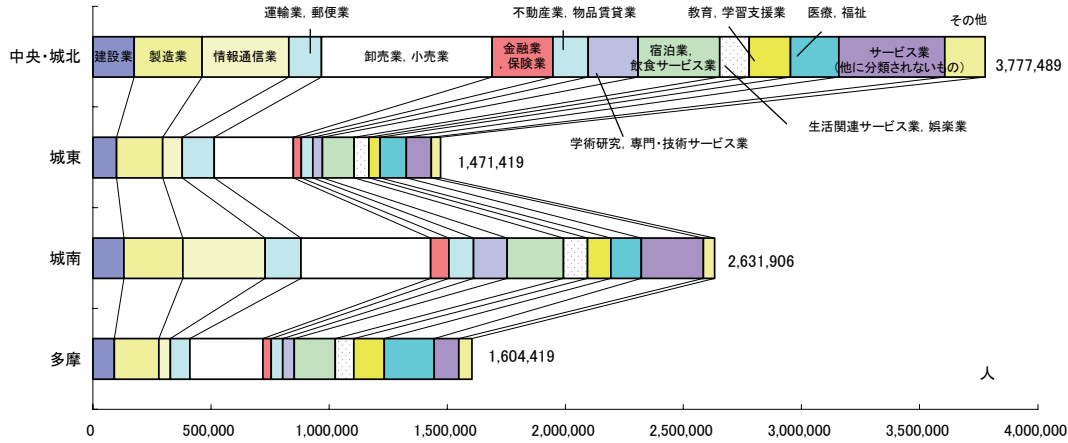 運輸業, 郵便業
不動産業, 物品賃貸業
教育, 学習支援業
医療, 福祉
その他
中央・城北
建設業
製造業
情報通信業
卸売業, 小売業
金融業
, 保険業
宿泊業,
飲食サービス業
サービス業
(他に分類されないもの)
3,777,489
生活関連サービス業, 娯楽業
学術研究, 専門・技術サービス業
城東
1,471,419
城南
2,631,906
多摩
1,604,419
人
0
500,000
1,000,000
1,500,000
2,000,000
2,500,000
3,000,000
3,500,000
4,000,000